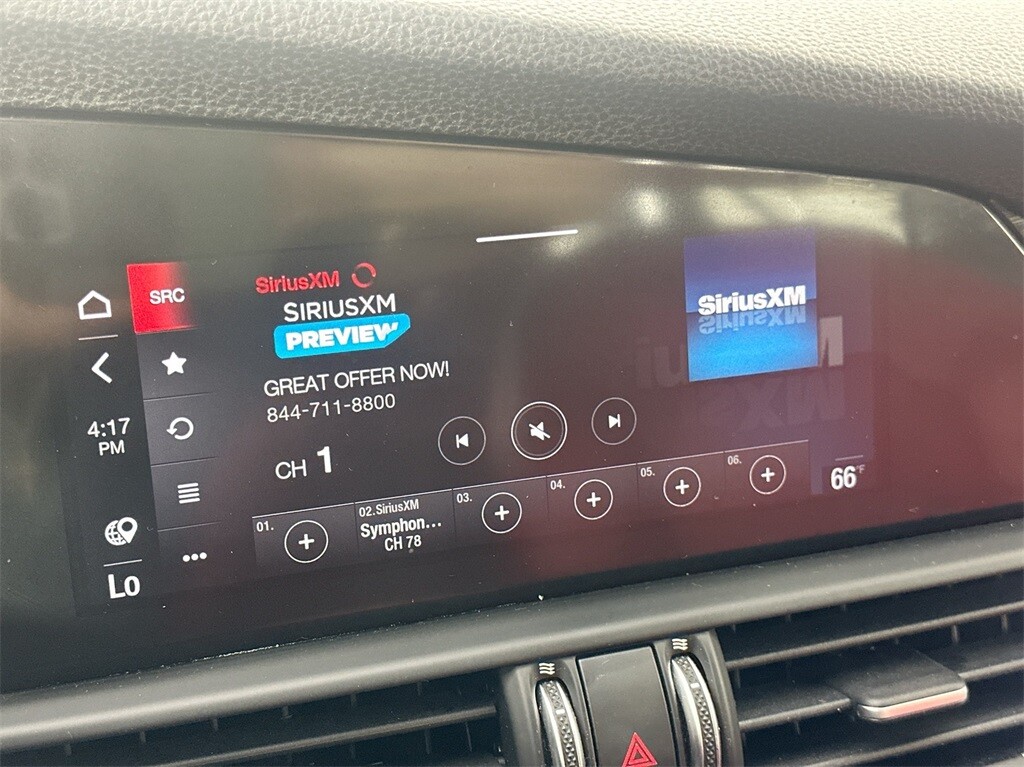 SRC
SiriusXM
SIRIUSXM
PREVIEW
GREAT OFFER NOW!
844-711-8800
CH 1
SiriusXM
4:17
PM
Lo
01.
02.SiriusXM
Symphon...
CH 78
03.
04.
05.
06.
66°F